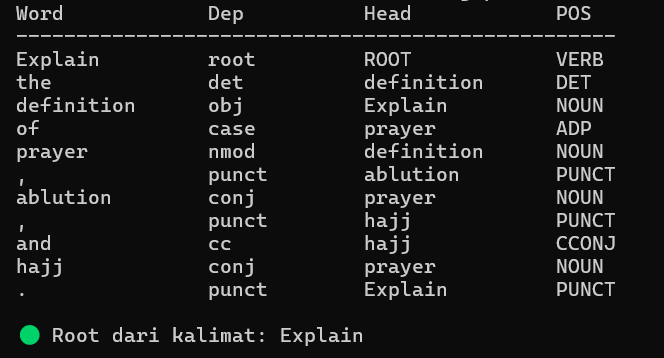 Word Dep Head POS
--------------------------------------------------
Explain root ROOT VERB
the det definition DET
definition obj Explain NOUN
of case prayer ADP
prayer nmod definition NOUN
, punct ablution PUNCT
ablution conj prayer NOUN
, punct hajj PUNCT
and cc hajj CCONJ
hajj conj prayer NOUN
. punct Explain PUNCT
Root dari kalimat: Explain